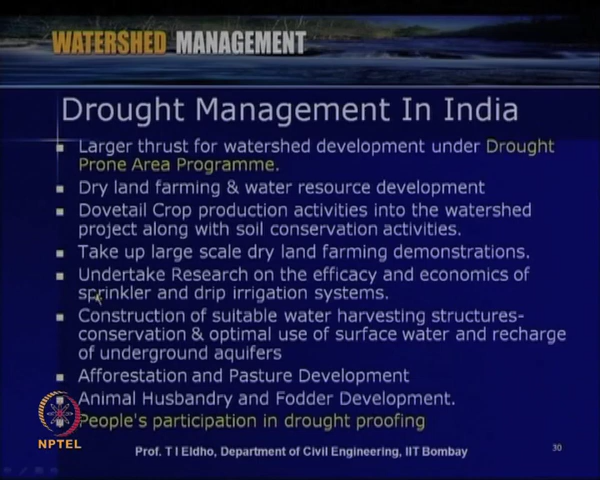 WATERSHED MANAGEMENT
Drought Management In India
Larger thrust for watershed development under Drought
Prone Area Programme.
Dry land farming & water resource development
Dovetail Crop production activities into the watershed
project along with soil conservation activities.
Take up large scale dry land farming demonstrations.
Undertake Research on the efficacy and economics of
sprinkler and drip irrigation systems.
Construction of suitable water harvesting structures-
conservation & optimal use of surface water and recharge
of underground aquifers
Afforestation and Pasture Development
Animal Husbandry and Fodder Development.
People's participation in drought proofing
NPTEL
Prof. T I Eldho, Department of Civil Engineering, IIT Bombay
30